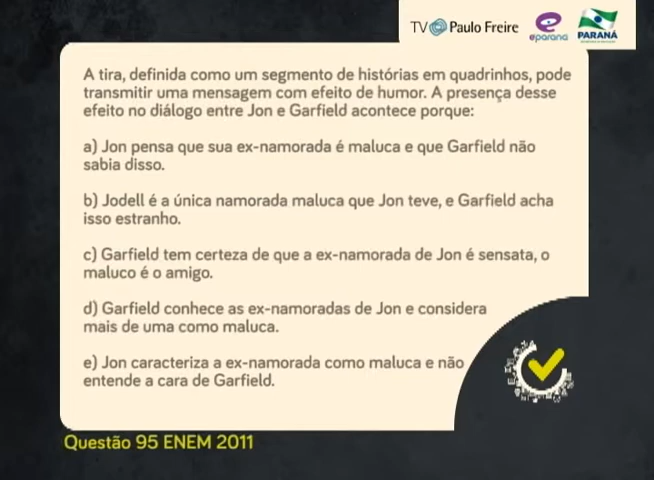 TV Paulo Freire
eparaná
PARANÁ
A tira, definida como um segmento de histórias em quadrinhos, pode
transmitir uma mensagem com efeito de humor. A presença desse
efeito no diálogo entre Jon e Garfield acontece porque:
a) Jon pensa que sua ex-namorada é maluca e que Garfield não
sabia disso.
b) Jodell é a única namorada maluca que Jon teve, e Garfield acha
isso estranho.
c) Garfield tem certeza de que a ex-namorada de Jon é sensata, o
maluco é o amigo.
d) Garfield conhece as ex-namoradas de Jon e considera
mais de uma como maluca.
e) Jon caracteriza a ex-namorada como maluca e não
entende a cara de Garfield.
Questão 95 ENEM 2011